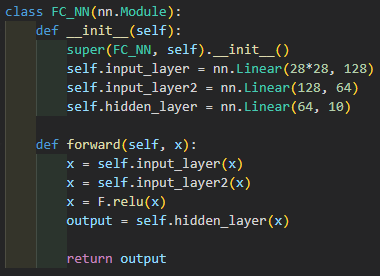 class FC_NN(nn.Module):
    def __init__(self):
        super(FC_NN, self).__init__()
        self.input_layer = nn.Linear(28*28, 128)
        self.input_layer2 = nn.Linear(128, 64)
        self.hidden_layer = nn.Linear(64, 10)

    def forward(self, x):
        x = self.input_layer(x)
        x = self.input_layer2(x)
        x = F.relu(x)
        output = self.hidden_layer(x)

        return output